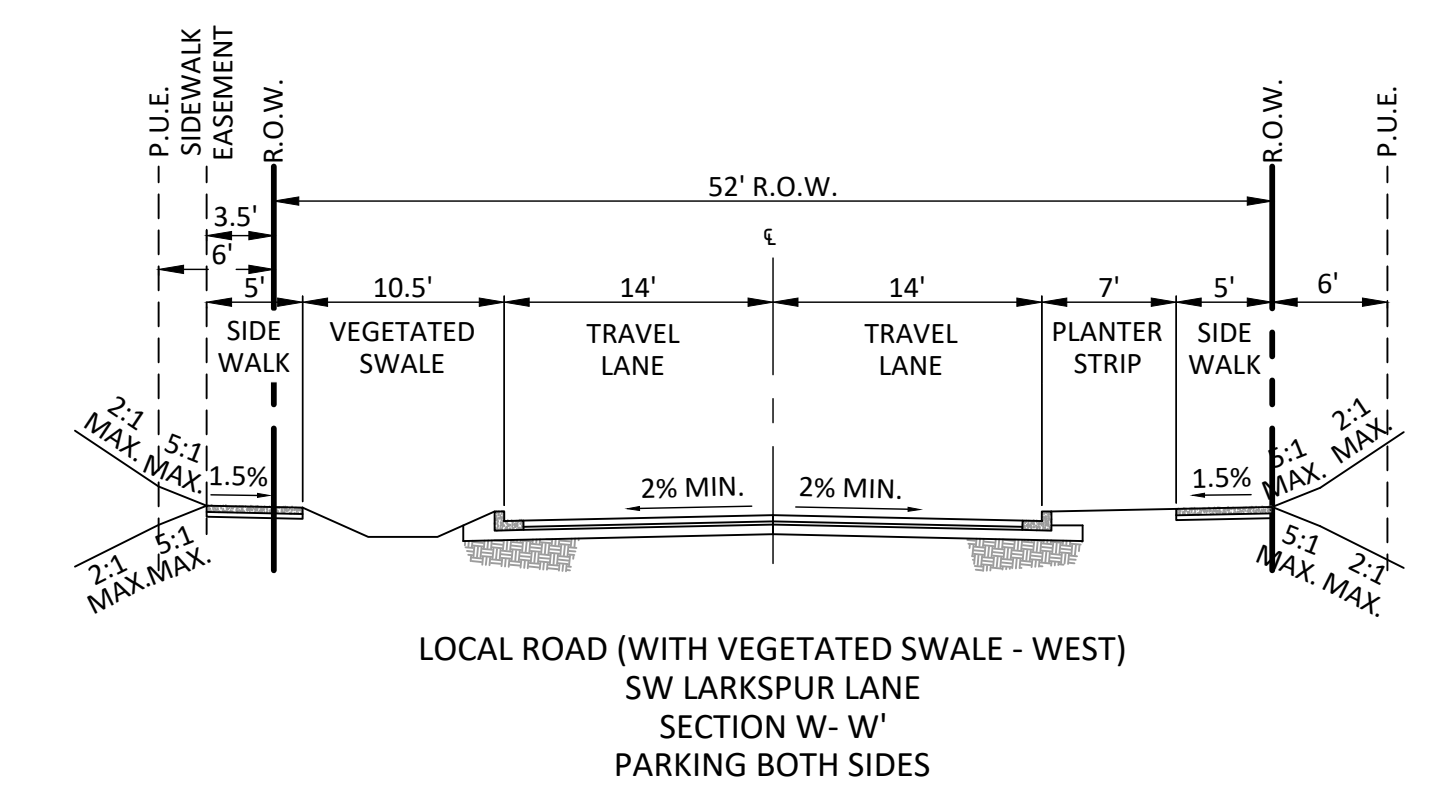 P.U.E.
SIDEWALK
EASEMENT
R.O.W.
R.O.W.
P.U.E.
52' R.O.W.
3.5'
6'
℄
5'
10.5'
14'
14'
7'
5'
6'
SIDE
WALK
VEGETATED
SWALE
TRAVEL
LANE
TRAVEL
LANE
PLANTER
STRIP
SIDE
WALK
2:1
MAX.
5:1
MAX.
1.5%
2% MIN.
2% MIN.
1.5%
5:1
MAX.
2:1
MAX.
2:1
MAX.
5:1
MAX.
5:1
MAX.
2:1
MAX.
LOCAL ROAD (WITH VEGETATED SWALE - WEST)
SW LARKSPUR LANE
SECTION W- W'
PARKING BOTH SIDES